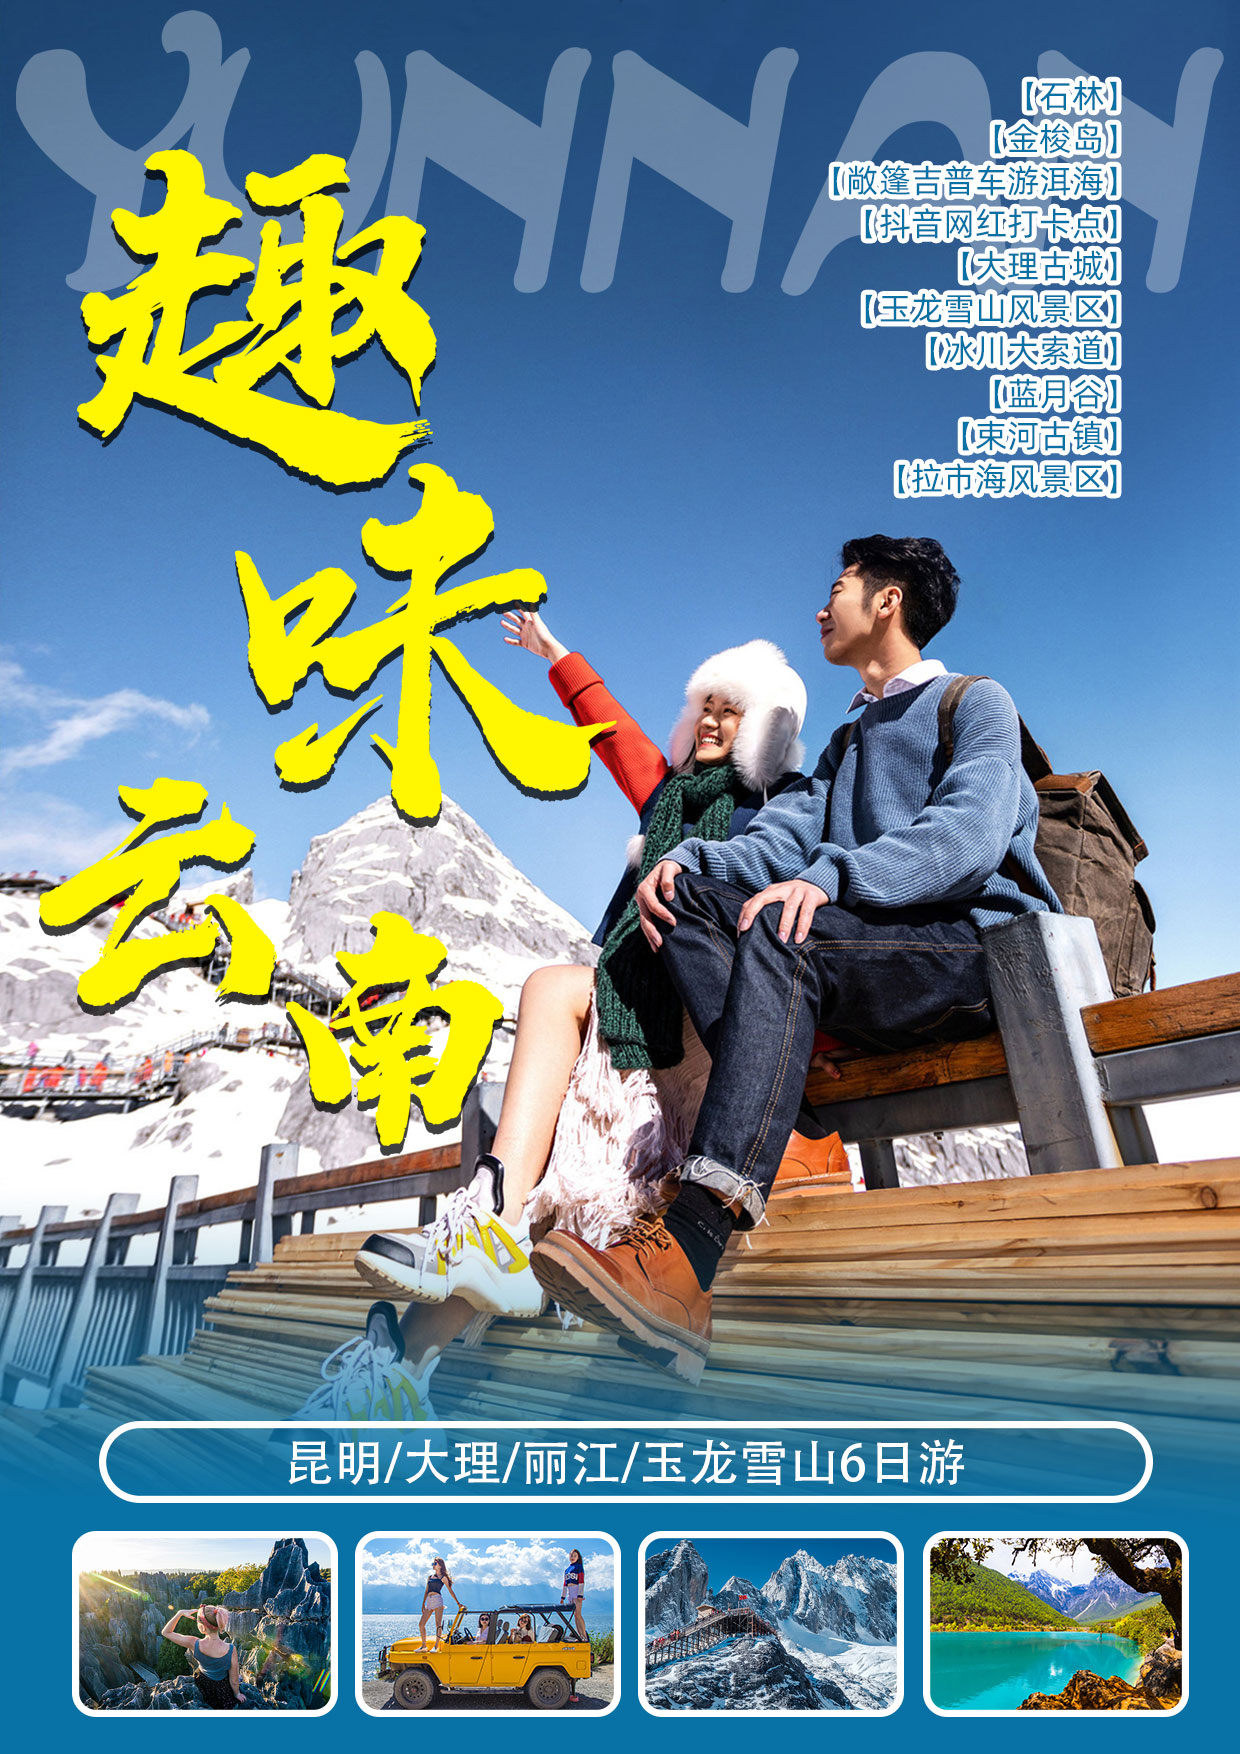 YUNNAN
【石林】
【金梭岛】
【敞篷吉普车游洱海】
【抖音网红打卡点】
【大理古城】
【玉龙雪山风景区】
【冰川大索道】
【蓝月谷】
【束河古镇】
【拉市海风景区】
趣
味
云
南
昆明/大理/丽江/玉龙雪山6日游